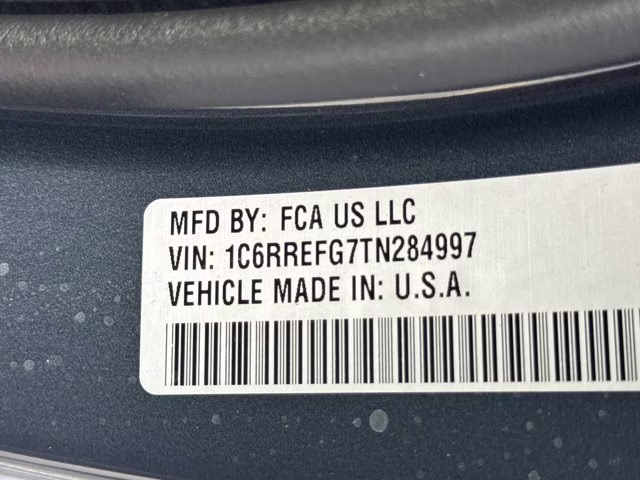 MFD BY: FCA US LLC
VIN: 1C6RREFG7TN284997
VEHICLE MADE IN: U.S.A.